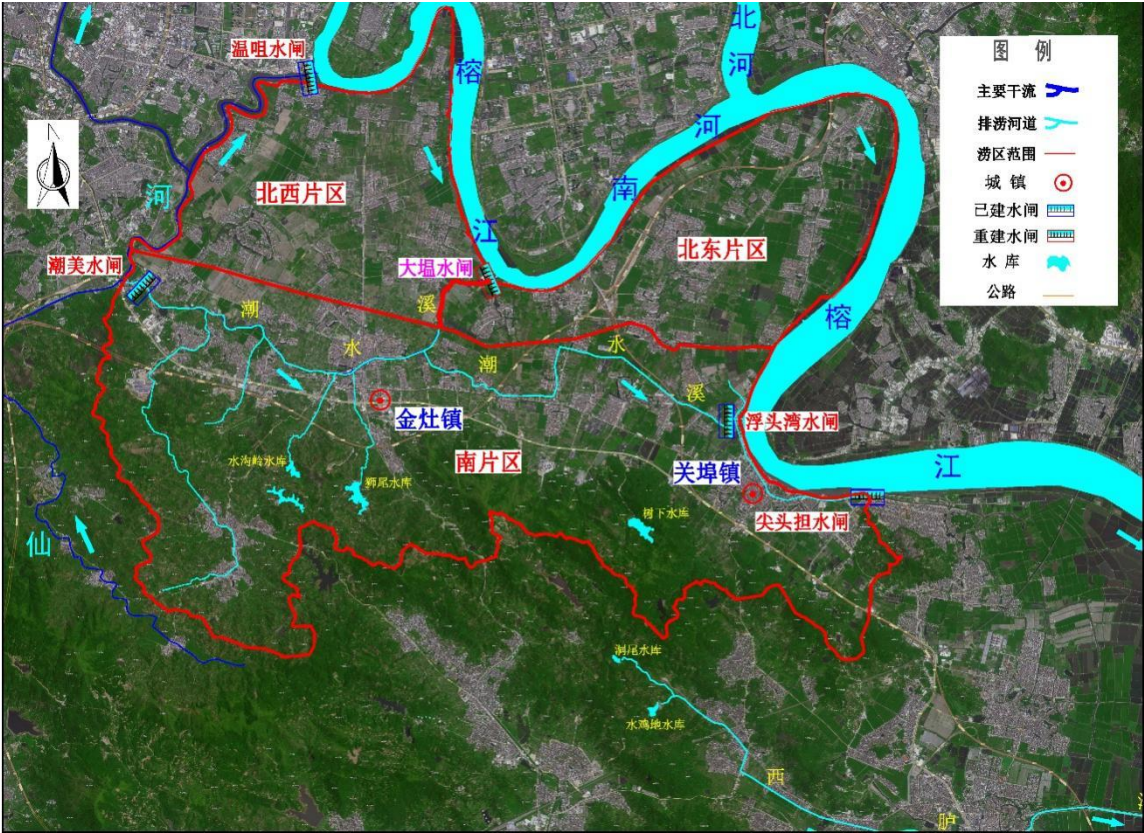 北
河
温咀水闸
榕
图 例
主要干流
排涝河道
涝区范围
城 镇
已建水闸
重建水闸
水 库
公路
河
南
河
北西片区
江
北东片区
潮美水闸
大塭水闸
潮
溪
水
潮
水
溪
榕
金灶镇
浮头湾水闸
南片区
关埠镇
江
水沟岭水库
狮尾水库
树下水库
尖头担水闸
仙
洞尾水库
水鸡地水库
西
胪